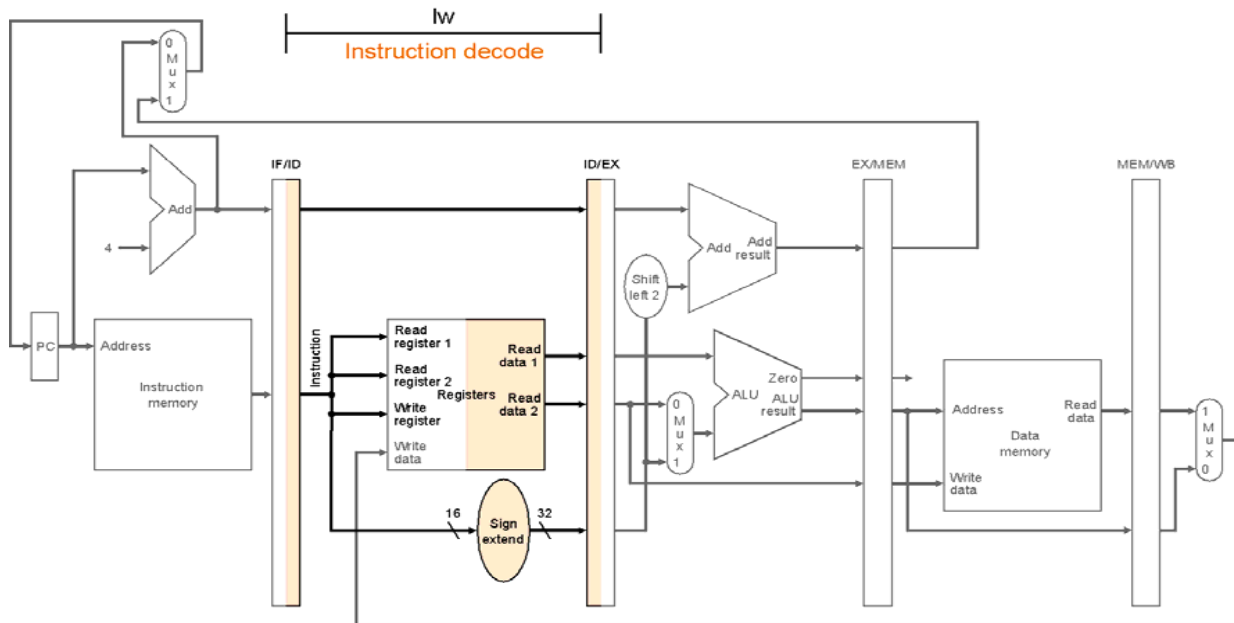 lw
Instruction decode
0
M
u
x
1
IF/ID
ID/EX
EX/MEM
MEM/WB
Add
4
Add
Add
result
Shift
left 2
PC
Address
Instruction
memory
Instruction
Read
register 1
Read
register 2
Registers
Write
register
Write
data
Read
data 1
Read
data 2
16
Sign
extend
32
0
M
u
x
1
Zero
ALU
ALU
result
Address
Read
data
Data
memory
Write
data
1
M
u
x
0